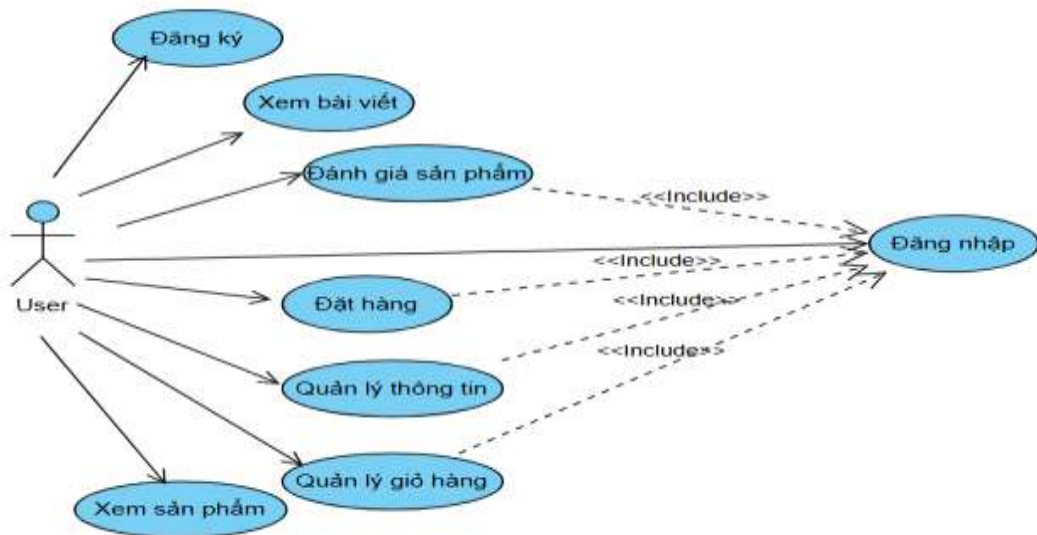 Đăng ký
Xem bài viết
Đánh giá sản phẩm
<<Include>>
Đăng nhập
<<Include>>
User
Đặt hàng
<<Include>>
<<Include>>
Quản lý thông tin
Quản lý giỏ hàng
Xem sản phẩm